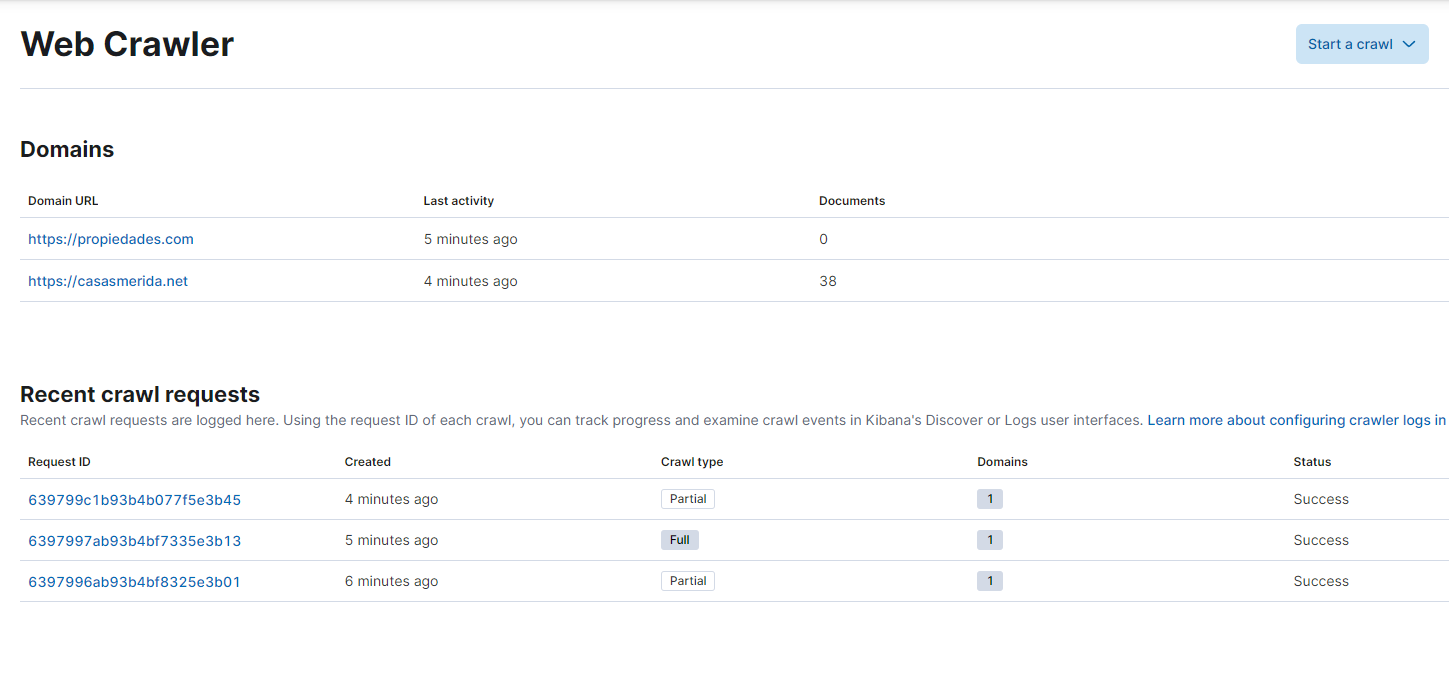 Web Crawler
Start a crawl
Domains
Domain URL Last activity Documents
https://propiedades.com 5 minutes ago 0
https://casasmerida.net 4 minutes ago 38
Recent crawl requests
Recent crawl requests are logged here. Using the request ID of each crawl, you can track progress and examine crawl events in Kibana's Discover or Logs user interfaces. Learn more about configuring crawler logs in
Request ID Created Crawl type Domains Status
639799c1b93b4b077f5e3b45 4 minutes ago Partial 1 Success
6397997ab93b4bf7335e3b13 5 minutes ago Full 1 Success
6397996ab93b4bf8325e3b01 6 minutes ago Partial 1 Success